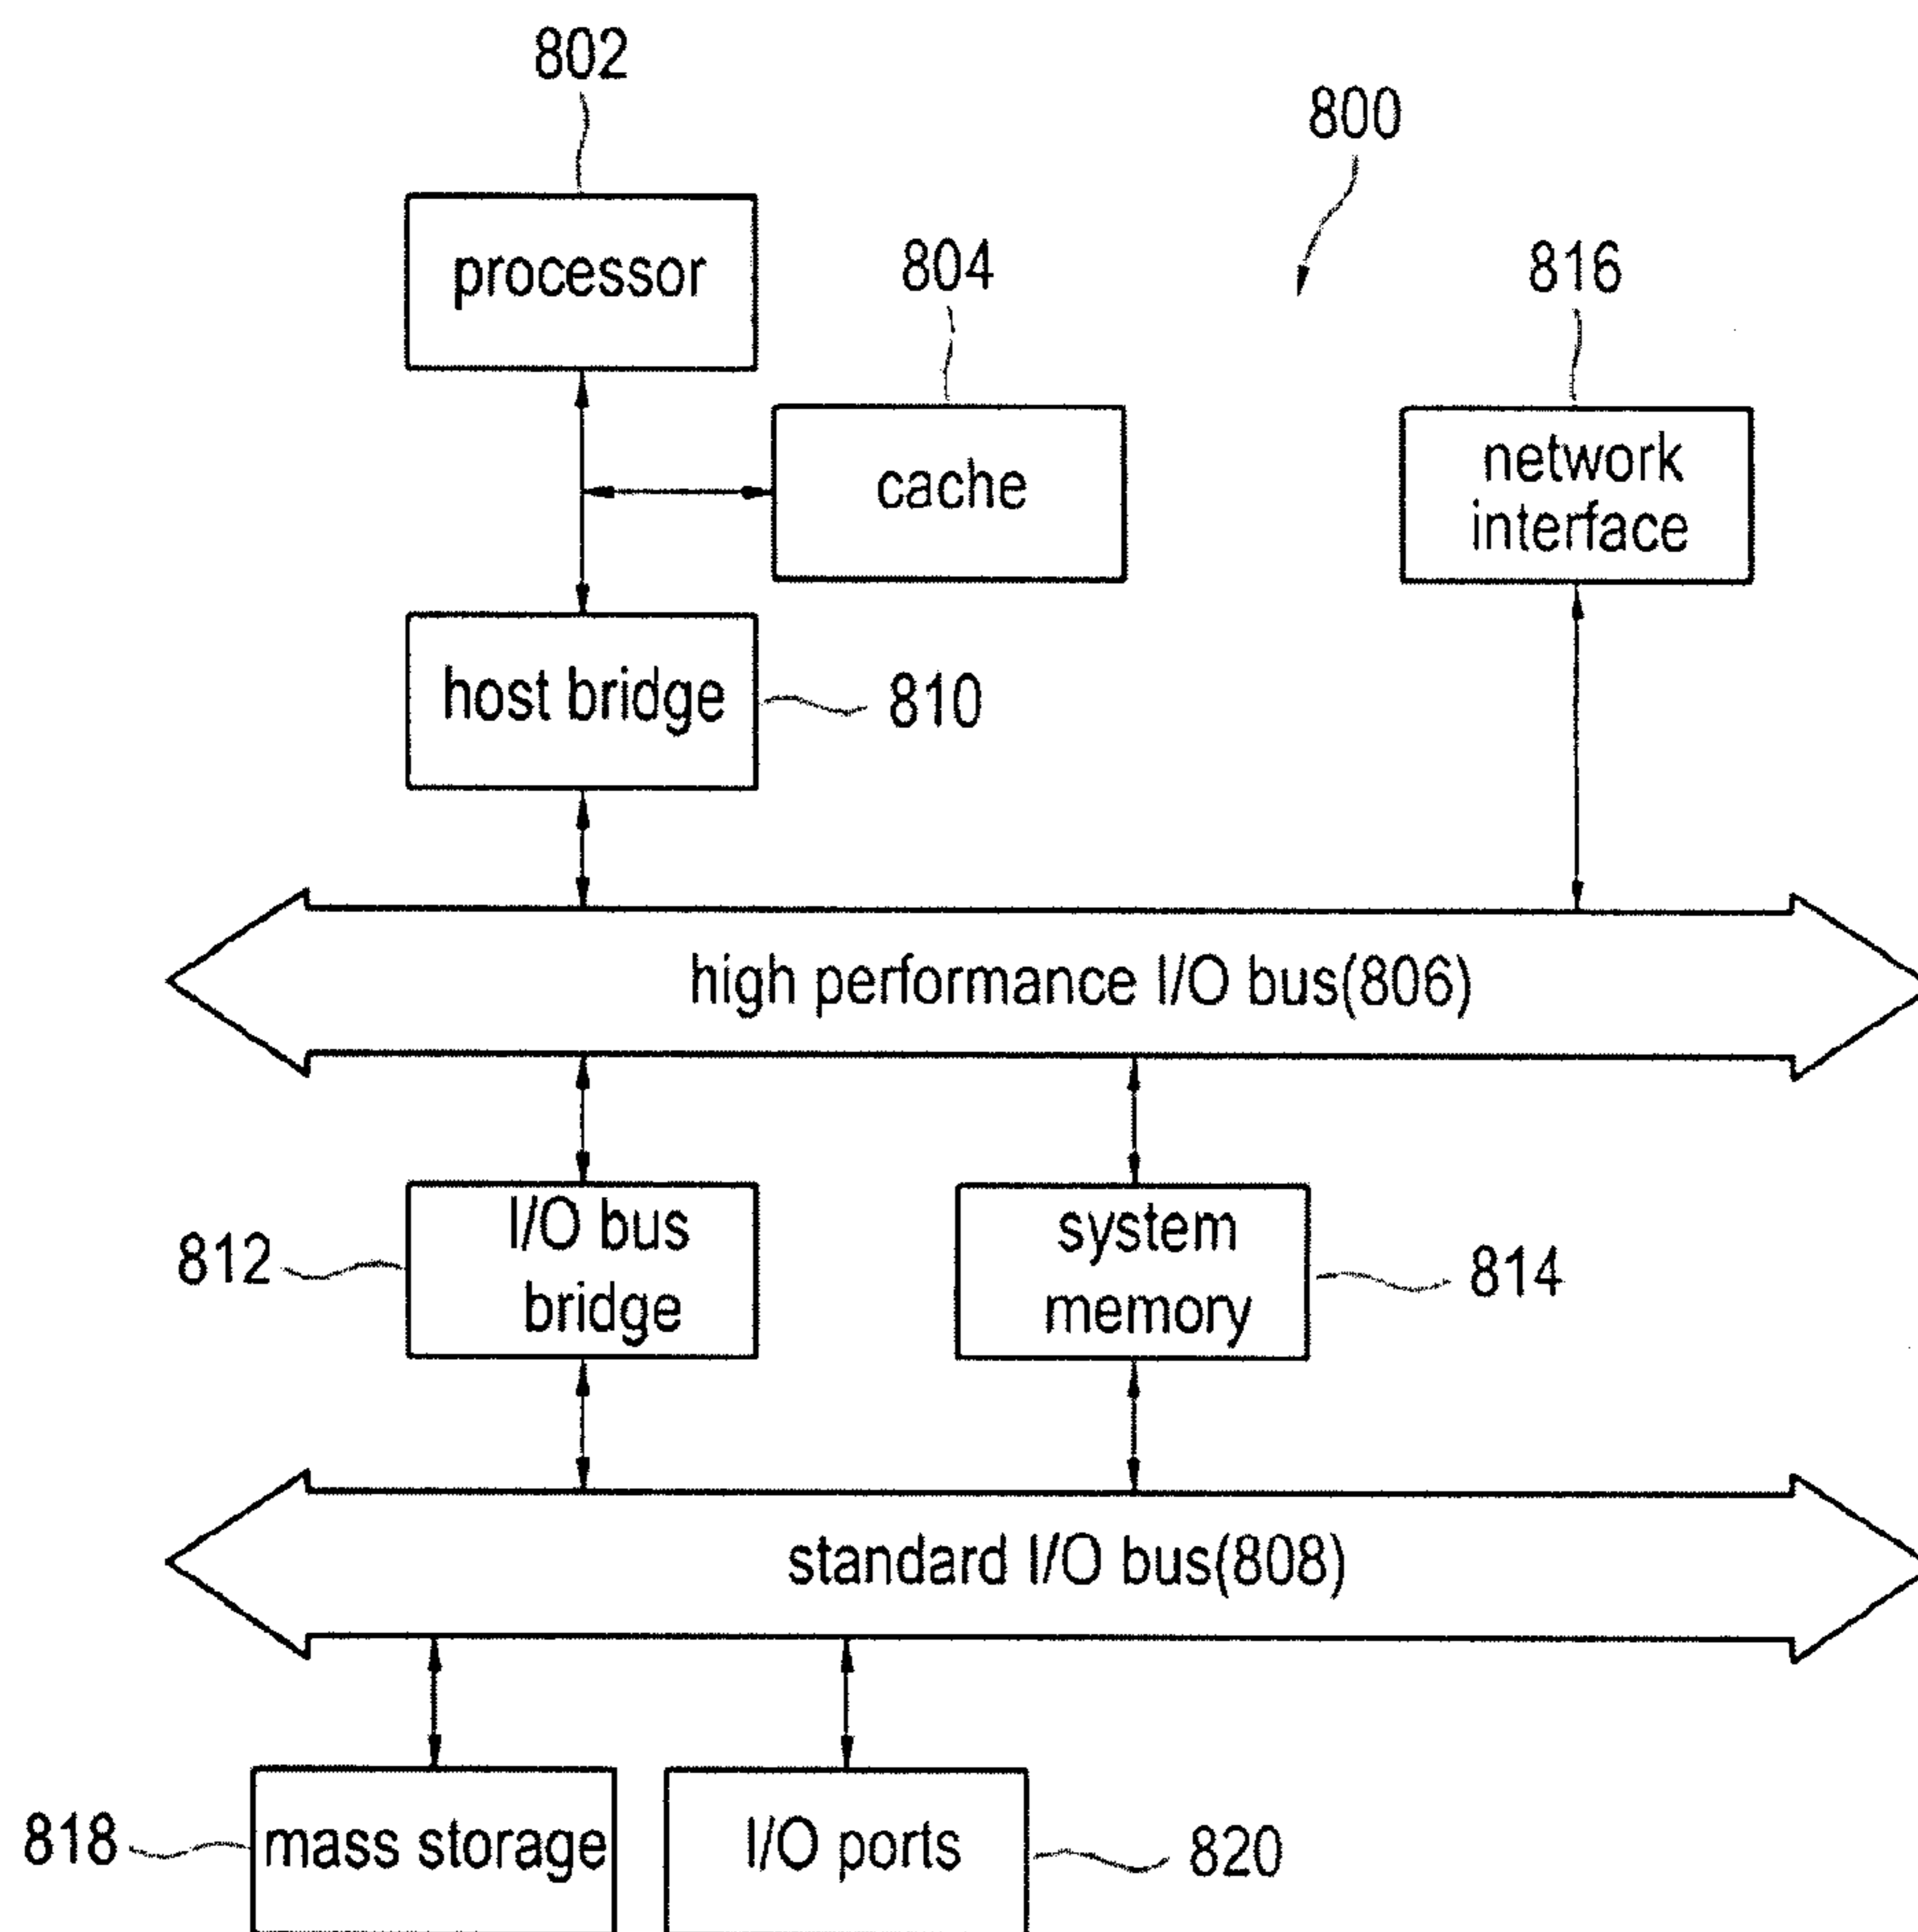 802
800
processor
804
816
cache
network
interface
host bridge
810
high performance I/O bus(806)
812
I/O bus
bridge
system
memory
814
standard I/O bus(808)
818
mass storage
I/O ports
820